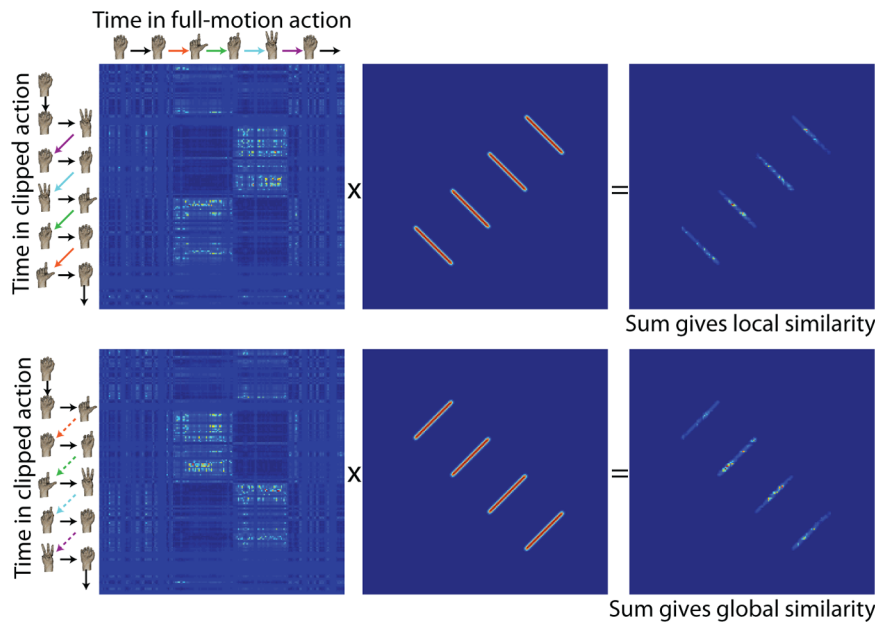 Time in full-motion action
Time in clipped action
x
=
Sum gives local similarity
Time in clipped action
x
=
Sum gives global similarity